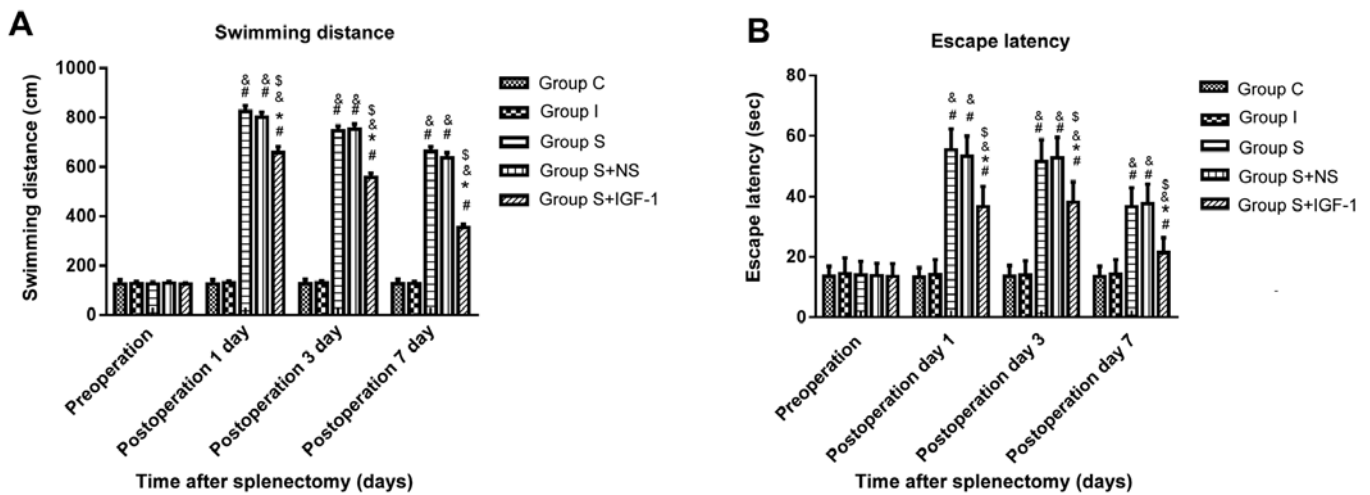 A
Swimming distance
Swimming distance (cm)
1000
800
600
400
200
0
& # & # $ & * #
& # & # $ & * #
& # & # $ & * #
Preoperation
Postoperation 1 day
Postoperation 3 day
Postoperation 7 day
Time after splenectomy (days)
Group C
Group I
Group S
Group S+NS
Group S+IGF-1
B
Escape latency
Escape latency (sec)
80
60
40
20
0
& # & # $ & * #
& # & # $ & * #
& # & # $ & * #
Preoperation
Postoperation day 1
Postoperation day 3
Postoperation day 7
Time after splenectomy (days)
Group C
Group I
Group S
Group S+NS
Group S+IGF-1